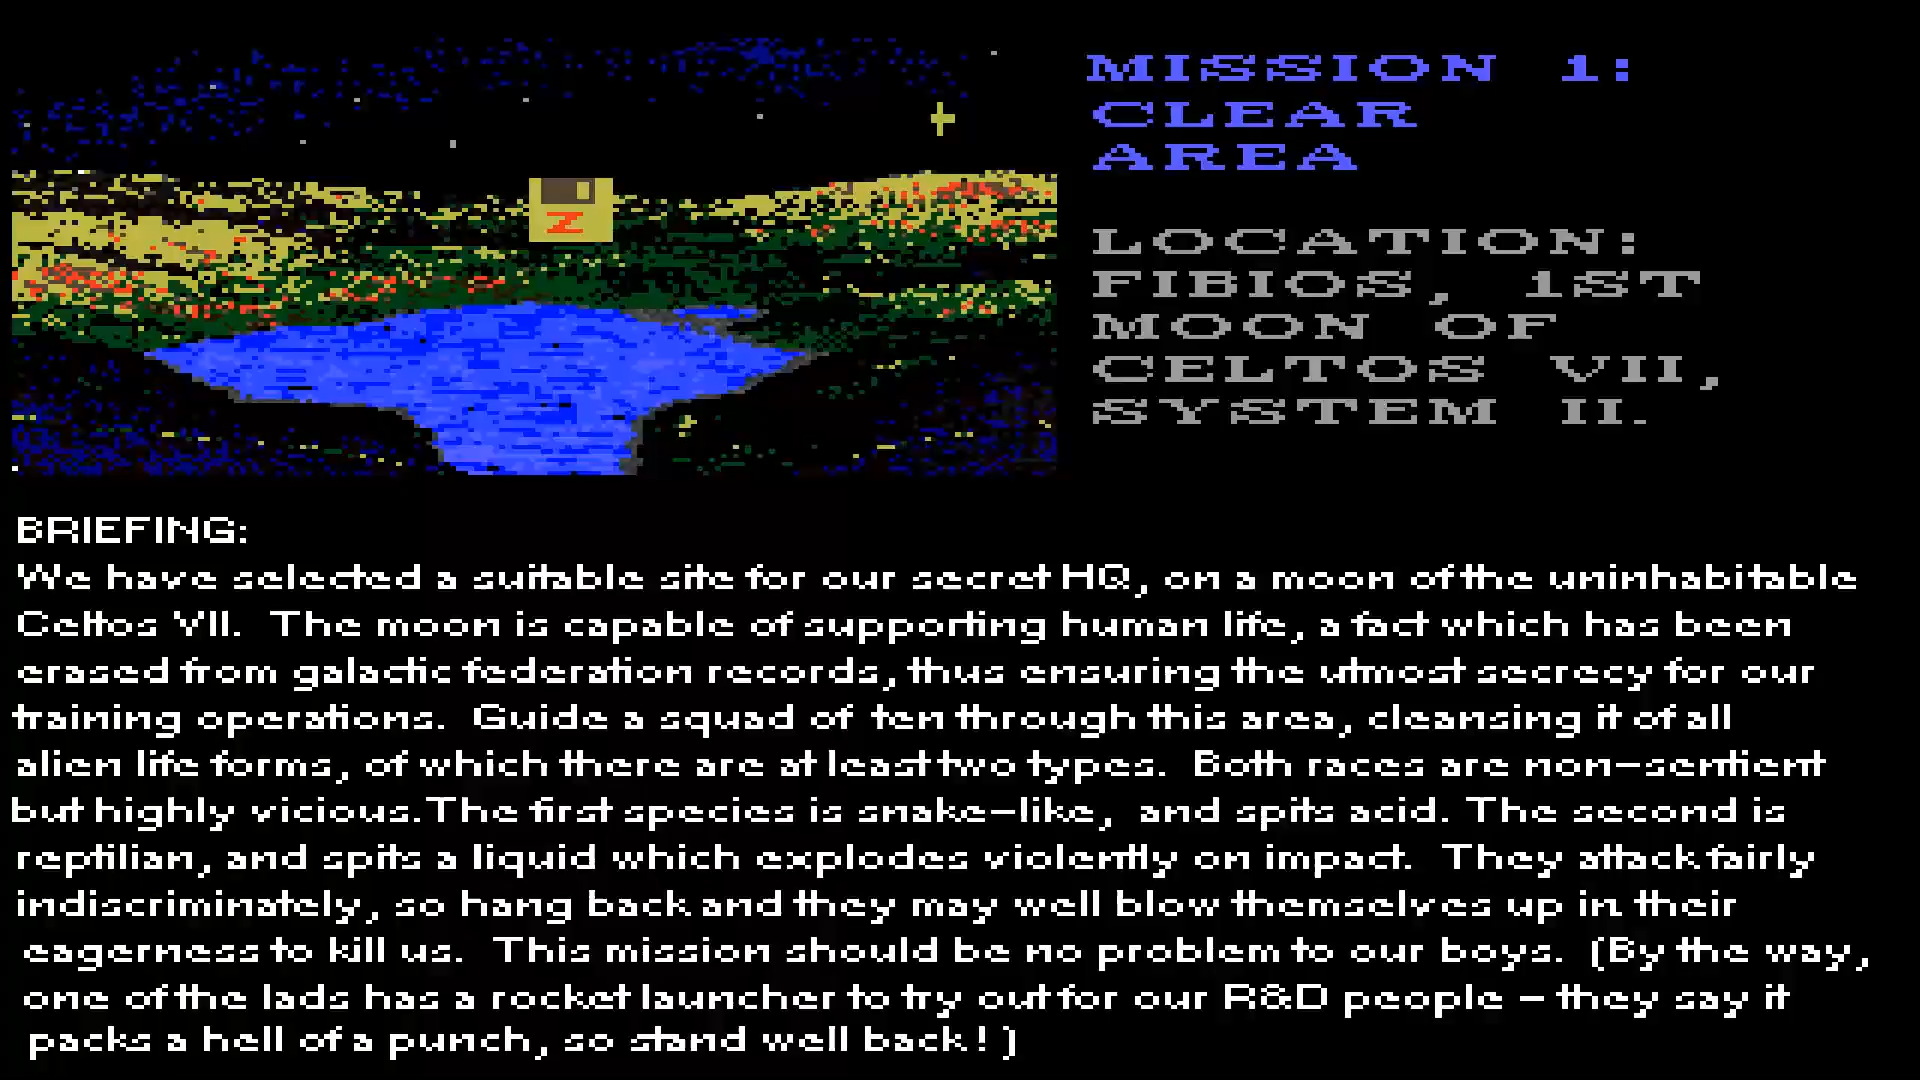 MISSION 1:
CLEAR
AREA
LOCATION:
FIBIOS, 1ST
MOON OF
CELTOS VII,
SYSTEM II.
Z
BRIEFING:
We have selected a suitable site for our secret HQ, on a moon of the uninhabitable
Celtos VII. The moon is capable of supporting human life, a fact which has been
erased from galactic federation records, thus ensuring the utmost secrecy for our
training operations. Guide a squad of ten through this area, cleansing it of all
alien life forms, of which there are at least two types. Both races are non-sentient
but highly vicious.The first species is snake-like, and spits acid. The second is
reptilian, and spits a liquid which explodes violently on impact. They attack fairly
indiscriminately, so hang back and they may well blow themselves up in their
eagerness to kill us. This mission should be no problem to our boys. (By the way,
one of the lads has a rocket launcher to try out for our R&D people - they say it
packs a hell of a punch, so stand well back! )